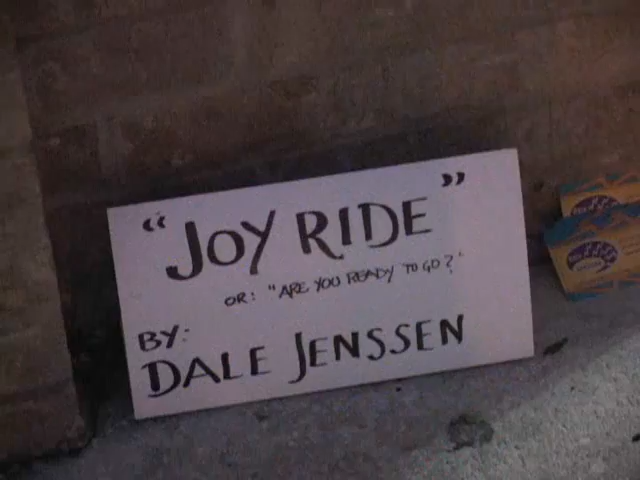 “JOY RIDE”
OR: “ARE YOU READY TO GO?”
BY:
DALE JENSSEN